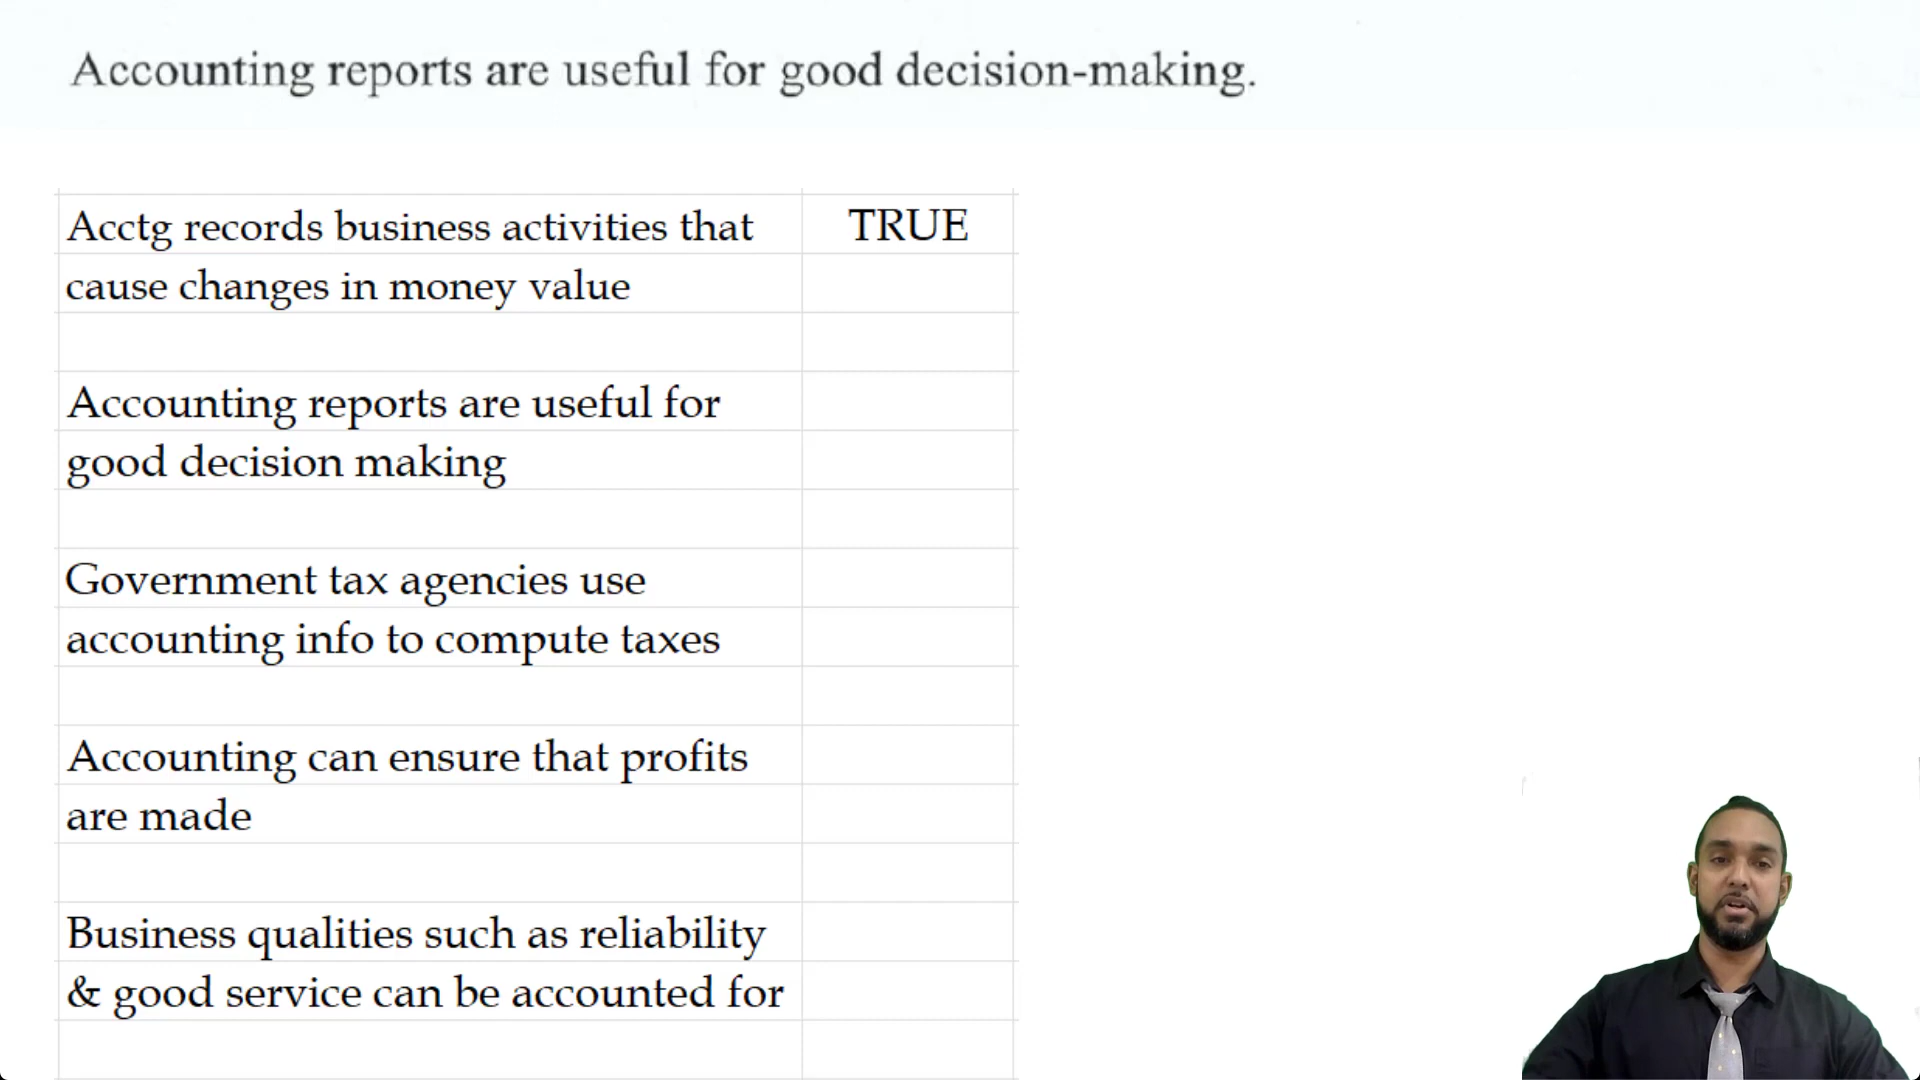 Accounting reports are useful for good decision-making.
Acctg records business activities that TRUE
cause changes in money value
Accounting reports are useful for
good decision making
Government tax agencies use
accounting info to compute taxes
Accounting can ensure that profits
are made
Business qualities such as reliability
& good service can be accounted for